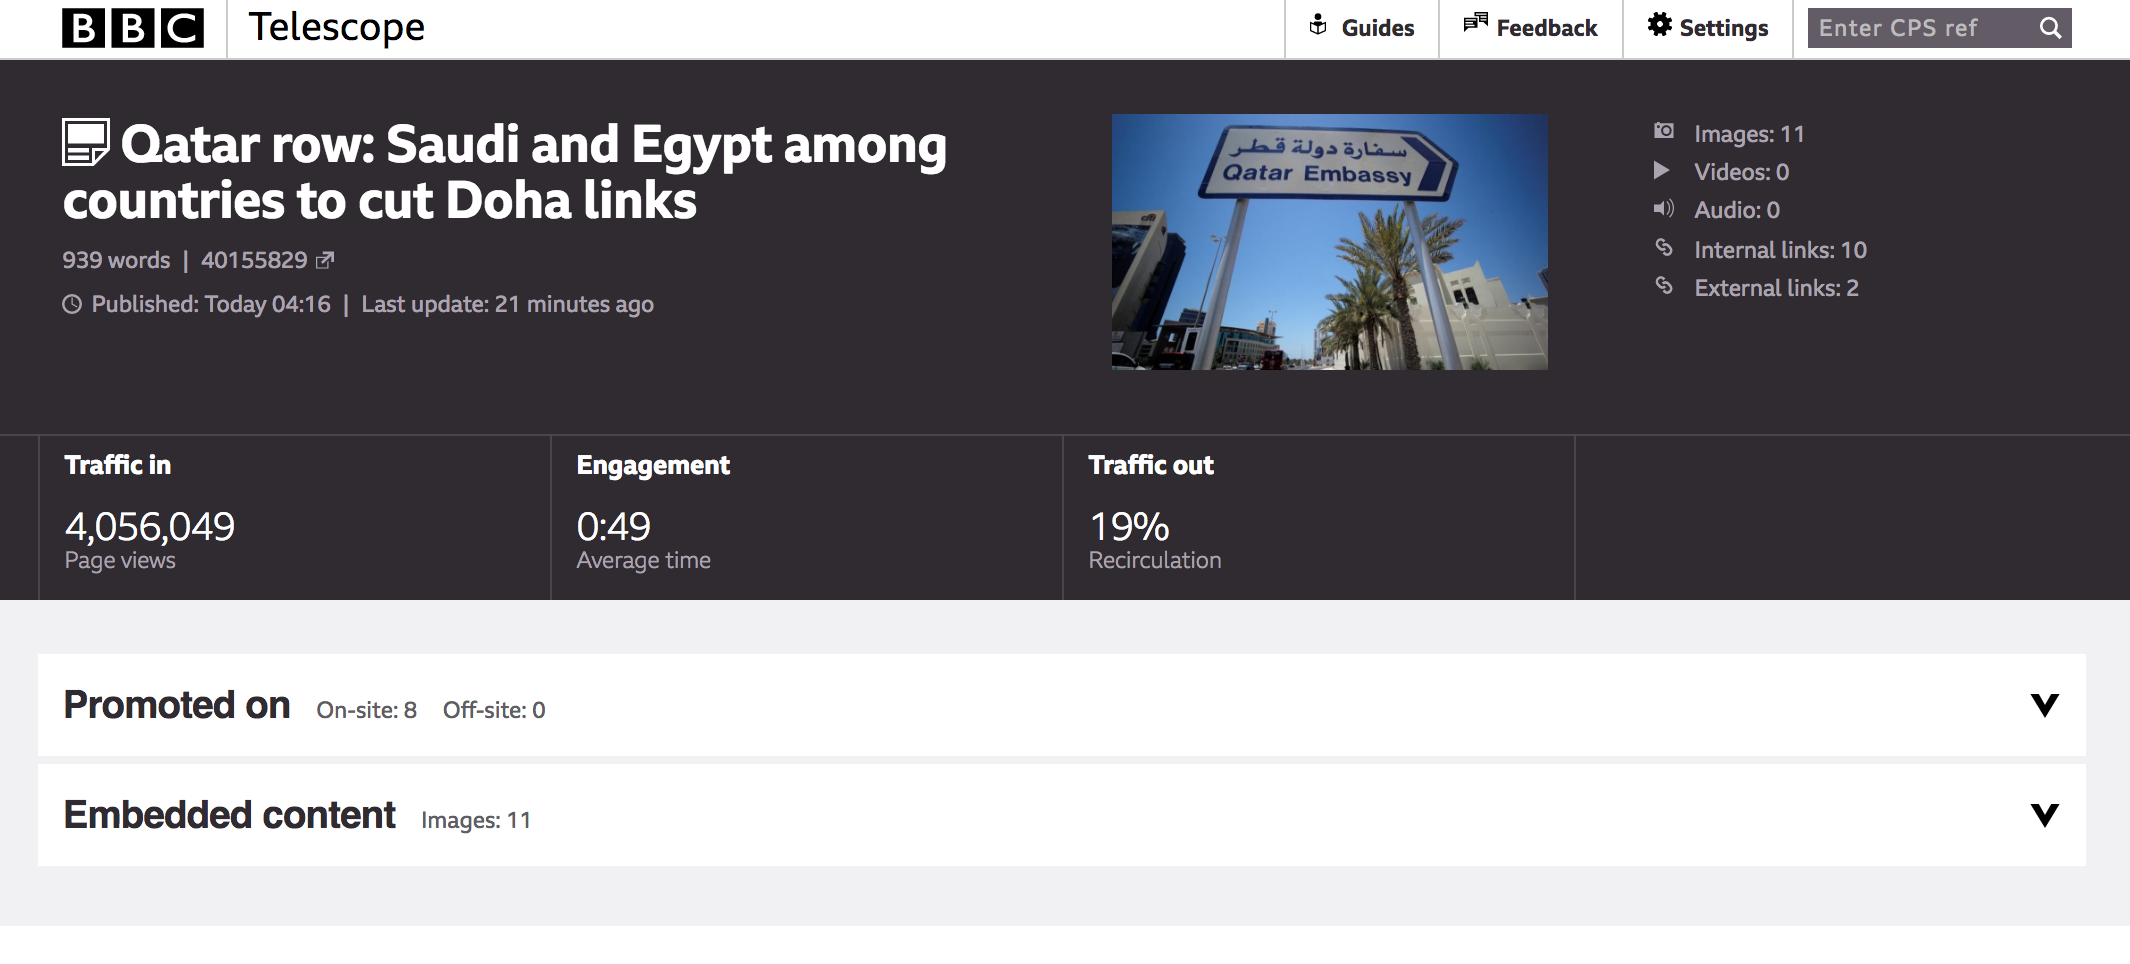 BBC Telescope
Guides
Feedback
Settings
Enter CPS ref
Qatar row: Saudi and Egypt among
countries to cut Doha links
939 words | 40155829
Published: Today 04:16 | Last update: 21 minutes ago
سفارة دولة قطر
Qatar Embassy
citi
Images: 11
Videos: 0
Audio: 0
Internal links: 10
External links: 2
Traffic in
4,056,049
Page views
Engagement
0:49
Average time
Traffic out
19%
Recirculation
Promoted on On-site: 8 Off-site: 0
Embedded content Images: 11